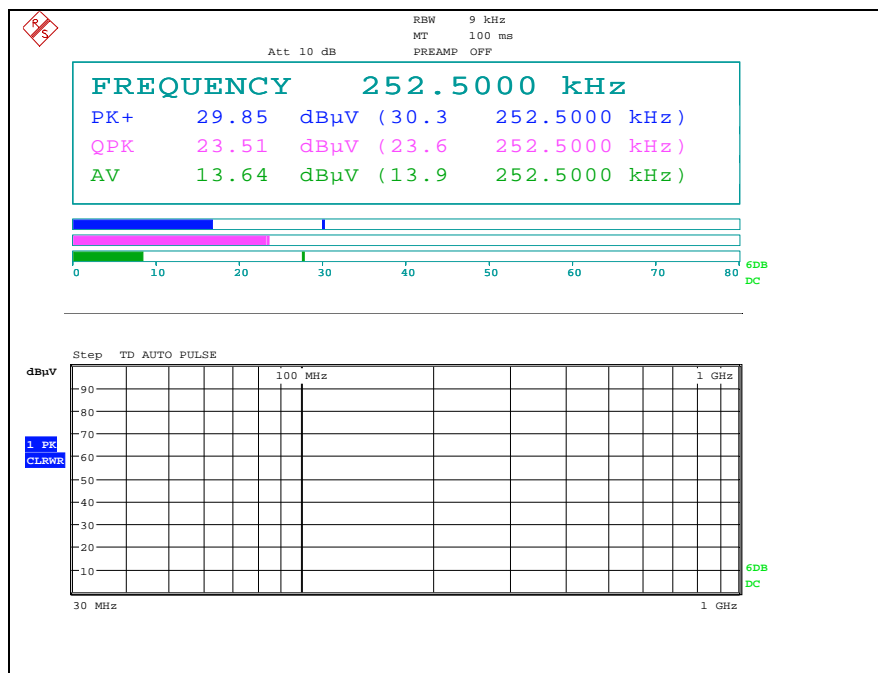 R S
RBW 9 kHz
MT 100 ms
Att 10 dB PREAMP OFF
FREQUENCY 252.5000 kHz
PK+ 29.85 dBµV (30.3 252.5000 kHz)
QPK 23.51 dBµV (23.6 252.5000 kHz)
AV 13.64 dBµV (13.9 252.5000 kHz)
0 10 20 30 40 50 60 70 80
6DB
DC
Step TD AUTO PULSE
dBµV
100 MHz 1 GHz
90
80
70
1 PK
CLRWR
60
50
40
30
20
10
6DB
DC
30 MHz 1 GHz